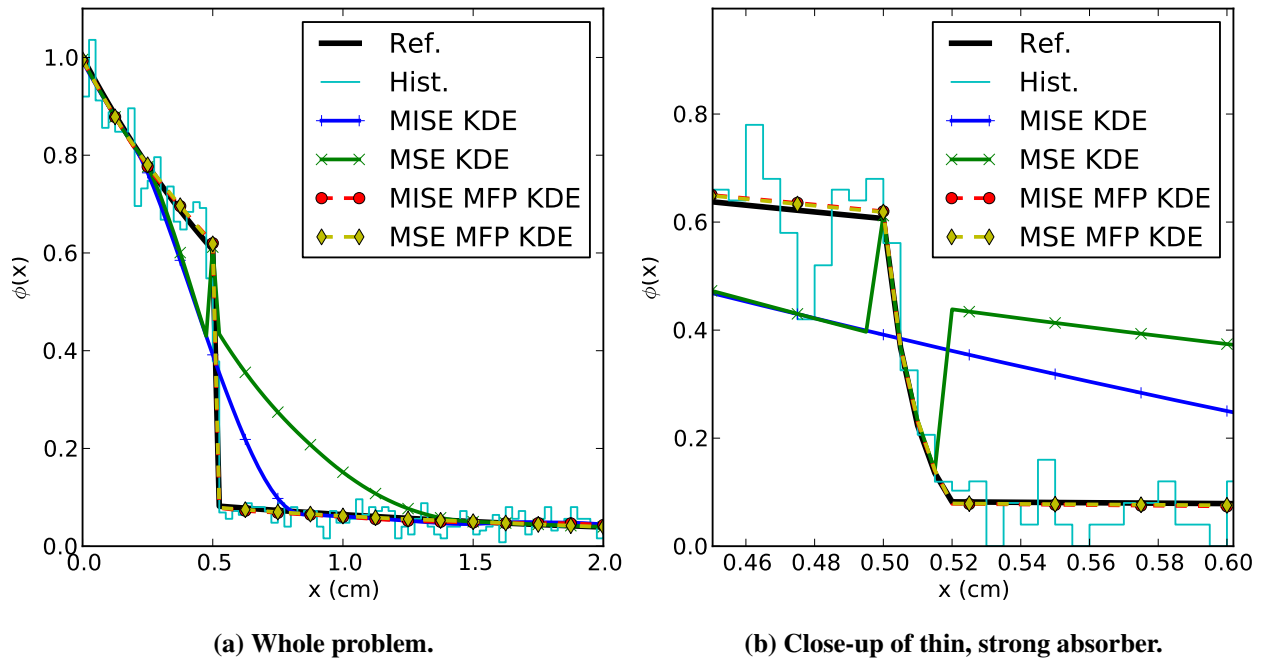 1.0
0.8
0.6
0.4
0.2
0.0
ϕ(x)
0.0 0.5 1.0 1.5 2.0
x (cm)
Ref.
Hist.
MISE KDE
MSE KDE
MISE MFP KDE
MSE MFP KDE
(a) Whole problem.
0.8
0.6
0.4
0.2
0.0
ϕ(x)
0.46 0.48 0.50 0.52 0.54 0.56 0.58 0.60
x (cm)
Ref.
Hist.
MISE KDE
MSE KDE
MISE MFP KDE
MSE MFP KDE
(b) Close-up of thin, strong absorber.